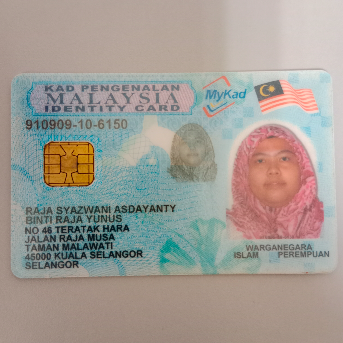 KAD PENGENALAN
MALAYSIA
IDENTITY CARD
MyKad
910909-10-6150
RAJA SYAZWANI ASDAYANTY
BINTI RAJA YUNUS
NO 46 TERATAK HARA
JALAN RAJA MUSA
TAMAN MALAWATI
45000 KUALA SELANGOR
SELANGOR
WARGANEGARA
ISLAM PEREMPUAN